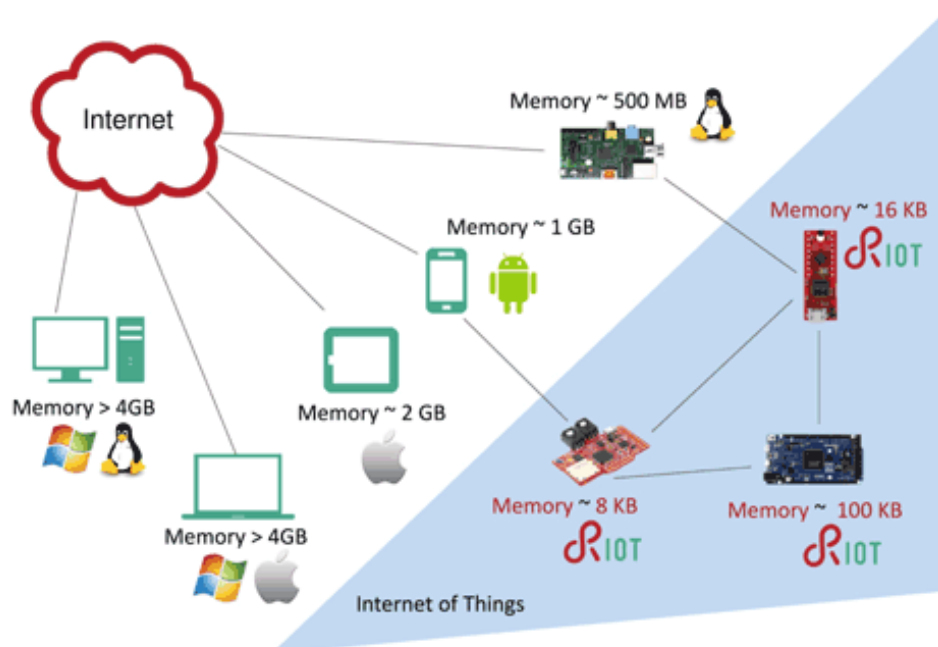 Internet
Memory ~ 500 MB
Memory ~ 16 KB
RIOT
Memory ~ 1 GB
Memory > 4GB
Memory ~ 2 GB
Memory > 4GB
Memory ~ 8 KB
RIOT
Memory ~ 100 KB
RIOT
Internet of Things